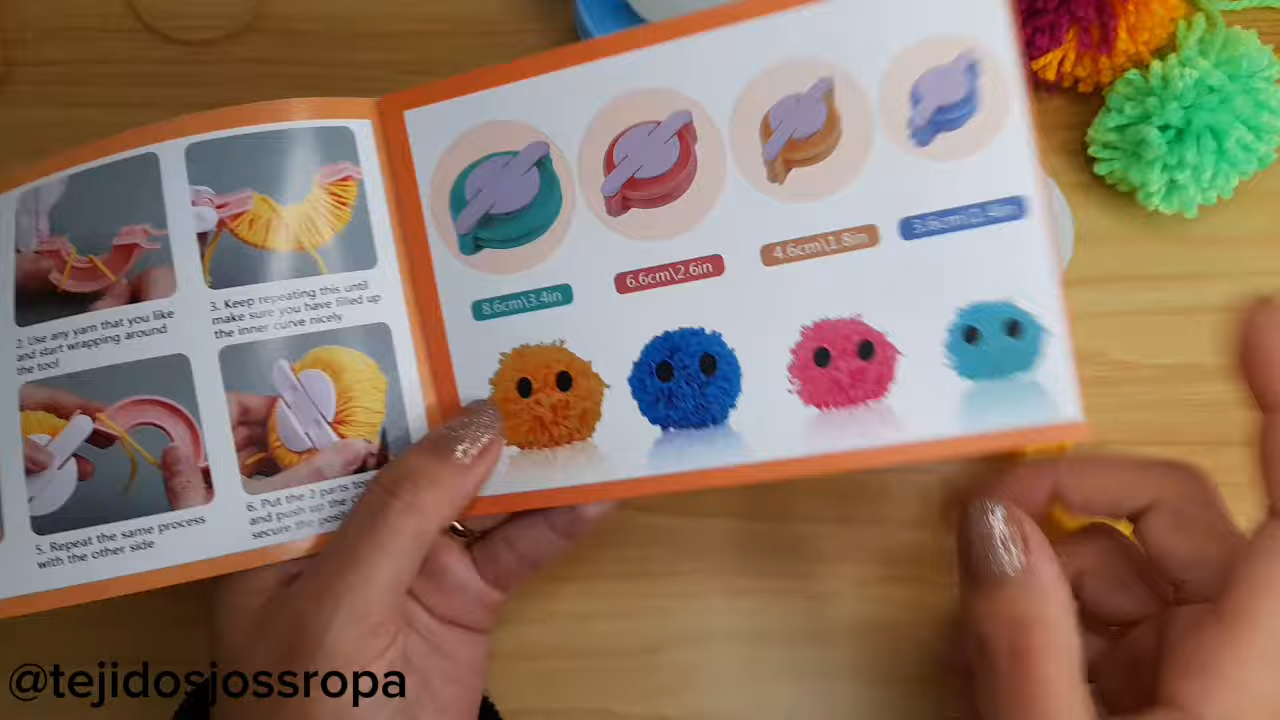 2. Use any yarn that you like
and start wrapping around
the tool
3. Keep repeating this until
make sure you have filled up
the inner curve nicely
5. Repeat the same process
with the other side
6. Put the 2 parts
and push up the
secure the
8.6cm\3.4in
6.6cm\2.6in
4.6cm\1.8in
@tejidosjossropa